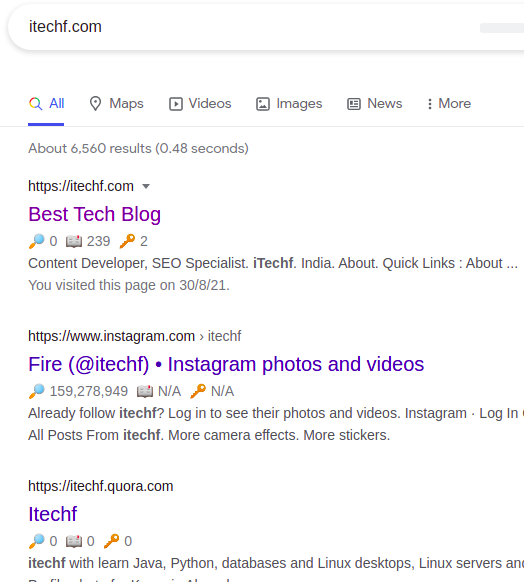 itechf.com
All Maps Videos Images News More
About 6,560 results (0.48 seconds)
https://itechf.com
Best Tech Blog
0 239 2
Content Developer, SEO Specialist. iTechf. India. About. Quick Links : About ...
You visited this page on 30/8/21.
https://www.instagram.com › itechf
Fire (@itechf) • Instagram photos and videos
159,278,949 N/A N/A
Already follow itechf? Log in to see their photos and videos. Instagram · Log In
All Posts From itechf. More camera effects. More stickers.
https://itechf.quora.com
Itechf
0 0 0
itechf with learn Java, Python, databases and Linux desktops, Linux servers